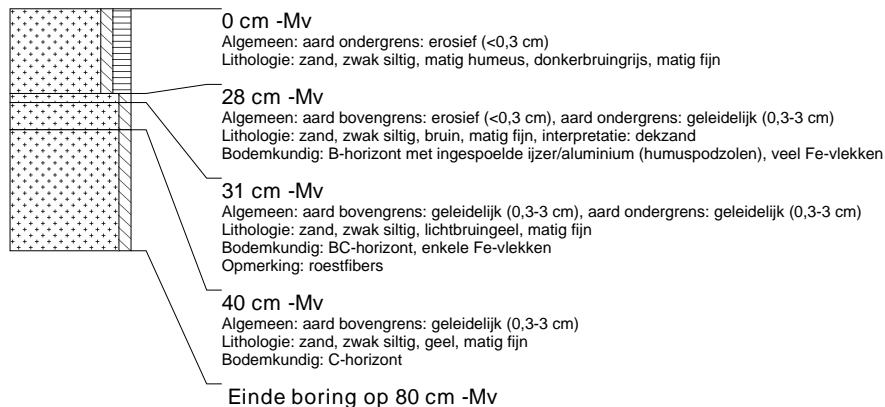 0 cm -Mv
Algemeen: aard ondergrens: erosief (<0,3 cm)
Lithologie: zand, zwak siltig, matig humeus, donkerbruingrijs, matig fijn
28 cm -Mv
Algemeen: aard bovengrens: erosief (<0,3 cm), aard ondergrens: geleidelijk (0,3-3 cm)
Lithologie: zand, zwak siltig, bruin, matig fijn, interpretatie: dekzand
Bodemkundig: B-horizont met ingespoelde ijzer/aluminium (humuspodzolen), veel Fe-vlekken
31 cm -Mv
Algemeen: aard bovengrens: geleidelijk (0,3-3 cm), aard ondergrens: geleidelijk (0,3-3 cm)
Lithologie: zand, zwak siltig, lichtbruingeel, matig fijn
Bodemkundig: BC-horizont, enkele Fe-vlekken
Opmerking: roestfibers
40 cm -Mv
Algemeen: aard bovengrens: geleidelijk (0,3-3 cm)
Lithologie: zand, zwak siltig, geel, matig fijn
Bodemkundig: C-horizont
Einde boring op 80 cm -Mv